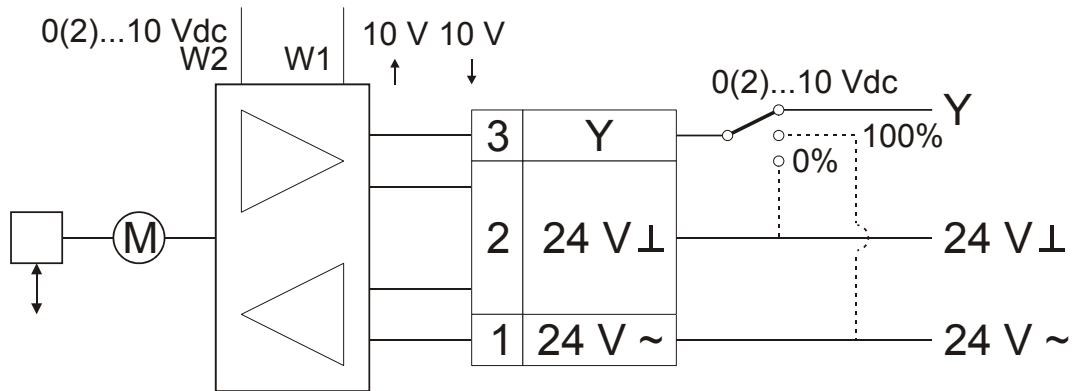 0(2)...10 Vdc
W2
W1
10 V
10 V
0(2)...10 Vdc
3
Y
Y
100%
0%
M
2
24 V ⊥
24 V ⊥
1
24 V ~
24 V ~